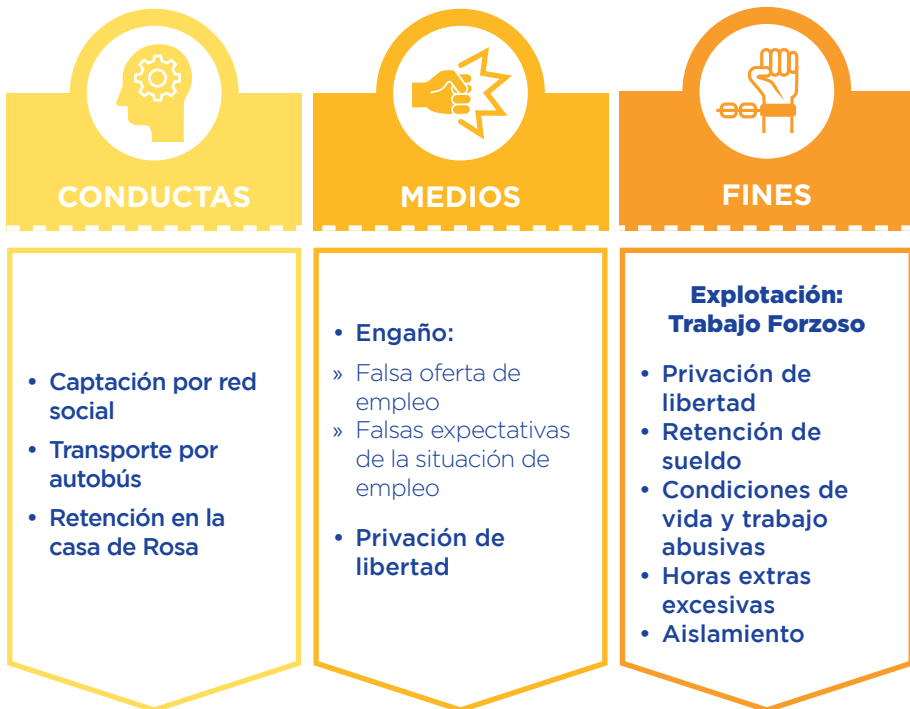 CONDUCTAS
• Captación por red
social
• Transporte por
autobús
• Retención en la
casa de Rosa
MEDIOS
• Engaño:
» Falsa oferta de
empleo
» Falsas expectativas
de la situación de
empleo
• Privación de
libertad
FINES
Explotación:
Trabajo Forzoso
• Privación de
libertad
• Retención de
sueldo
• Condiciones de
vida y trabajo
abusivas
• Horas extras
excesivas
• Aislamiento